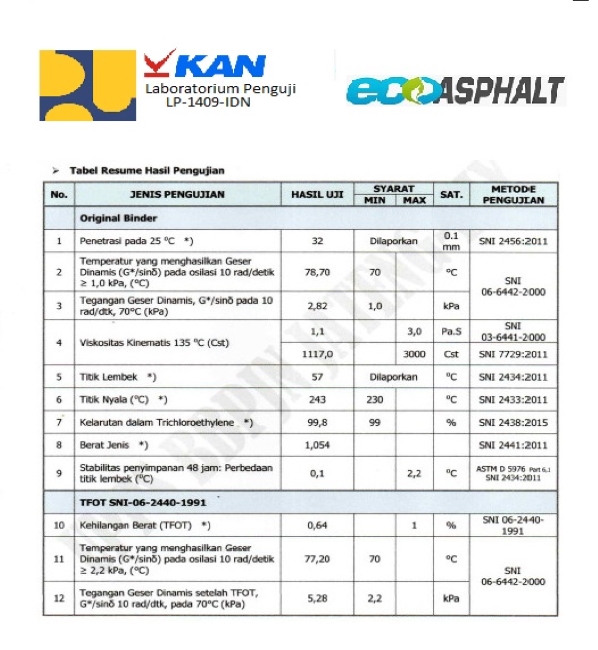 KAN
Laboratorium Penguji
LP-1409-IDN
ecoASPHALT
➢ Tabel Resume Hasil Pengujian
No. JENIS PENGUJIAN HASIL UJI SYARAT MIN MAX SAT. METODE PENGUJIAN
Original Binder
1 Penetrasi pada 25 °C *) 32 Dilaporkan 0.1 mm SNI 2456:2011
2 Temperatur yang menghasilkan Geser Dinamis (G*/sinδ) pada osilasi 10 rad/detik ≥ 1,0 kPa, (°C) 78,70 70 °C SNI 06-6442-2000
3 Tegangan Geser Dinamis, G*/sinδ pada 10 rad/dtk, 70°C (kPa) 2,82 1,0 kPa
4 Viskositas Kinematis 135 °C (Cst) 1,1 3,0 Pa.S SNI 03-6441-2000
1117,0 3000 Cst SNI 7729:2011
5 Titik Lembek *) 57 Dilaporkan °C SNI 2434:2011
6 Titik Nyala (°C) *) 243 230 °C SNI 2433:2011
7 Kelarutan dalam Trichloroethylene *) 99,8 99 % SNI 2438:2015
8 Berat Jenis *) 1,054 SNI 2441:2011
9 Stabilitas penyimpanan 48 jam: Perbedaan titik lembek (°C) 0,1 2,2 °C ASTM D 5976 Part 6,1 SNI 2434:2011
TFOT SNI-06-2440-1991
10 Kehilangan Berat (TFOT) *) 0,64 1 % SNI 06-2440-1991
11 Temperatur yang menghasilkan Geser Dinamis (G*/sinδ) pada osilasi 10 rad/detik ≥ 2,2 kPa, (°C) 77,20 70 °C SNI 06-6442-2000
12 Tegangan Geser Dinamis setelah TFOT, G*/sinδ 10 rad/dtk, pada 70°C (kPa) 5,28 2,2 kPa